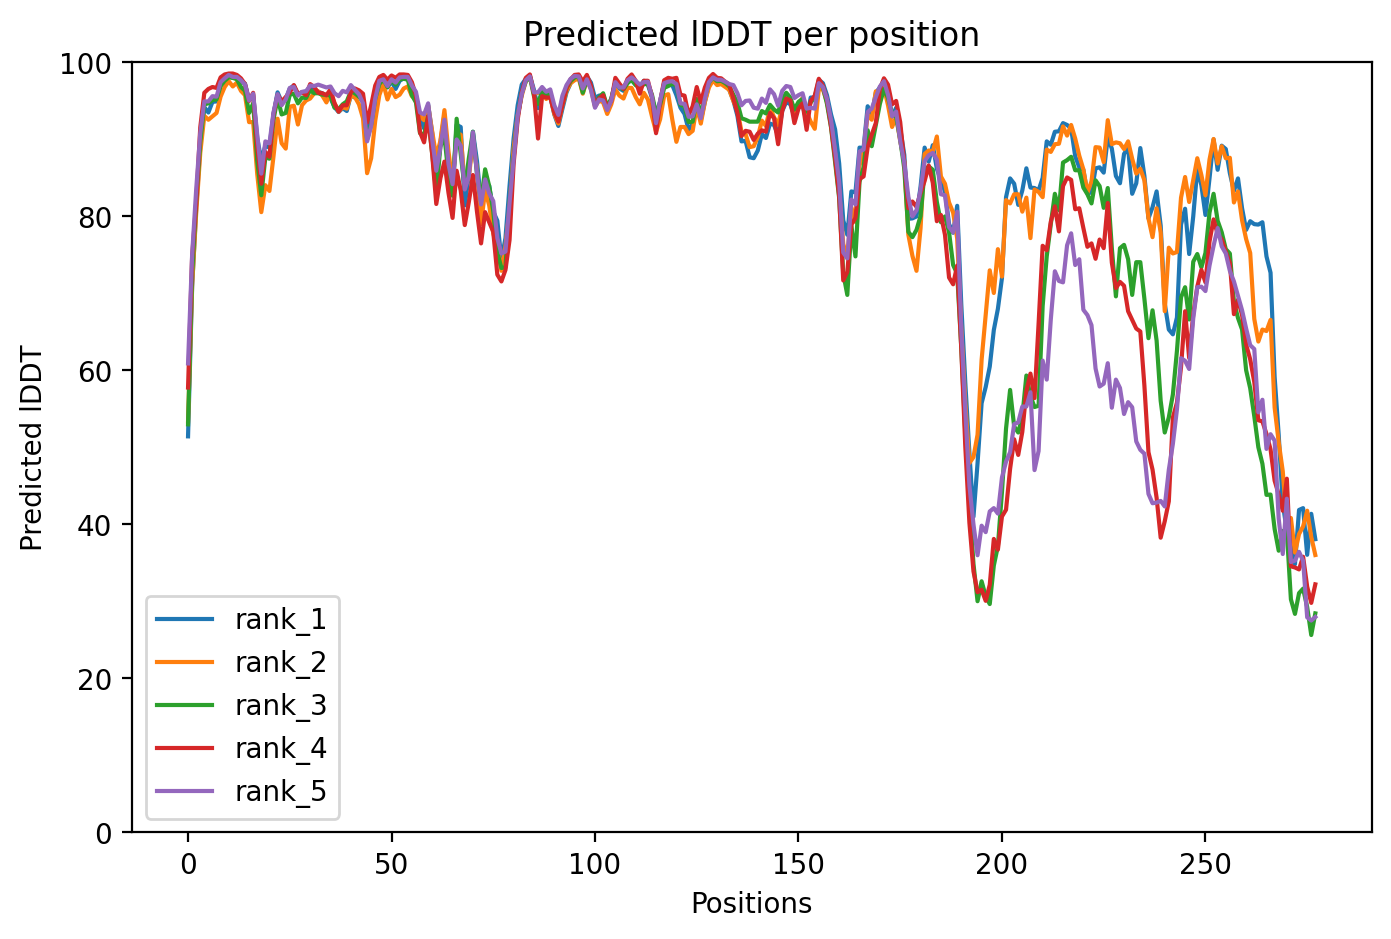 Predicted lDDT per position
100
80
60
40
20
0
Predicted lDDT
rank_1
rank_2
rank_3
rank_4
rank_5
0 50 100 150 200 250
Positions